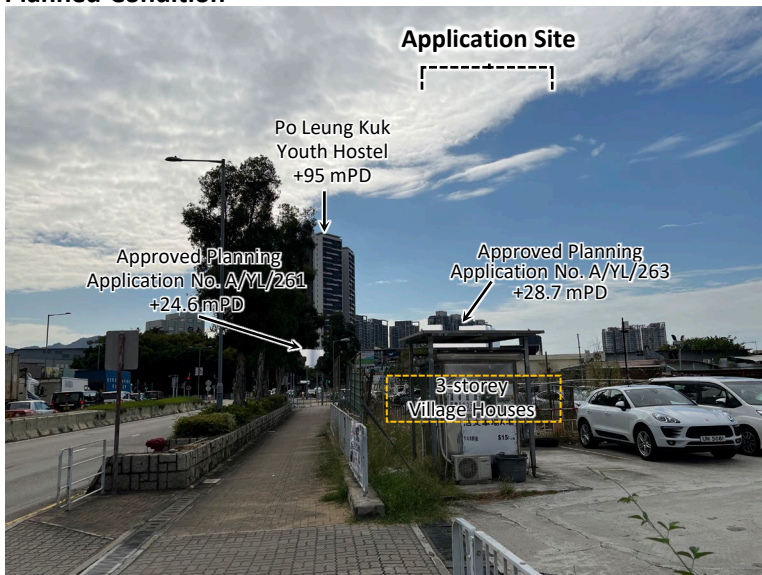 Planned Condition
Application Site
Po Leung Kuk
Youth Hostel
+95 mPD
Approved Planning
Application No. A/YL/261
+24.6 mPD
Approved Planning
Application No. A/YL/263
+28.7 mPD
3-storey
Village Houses
$15